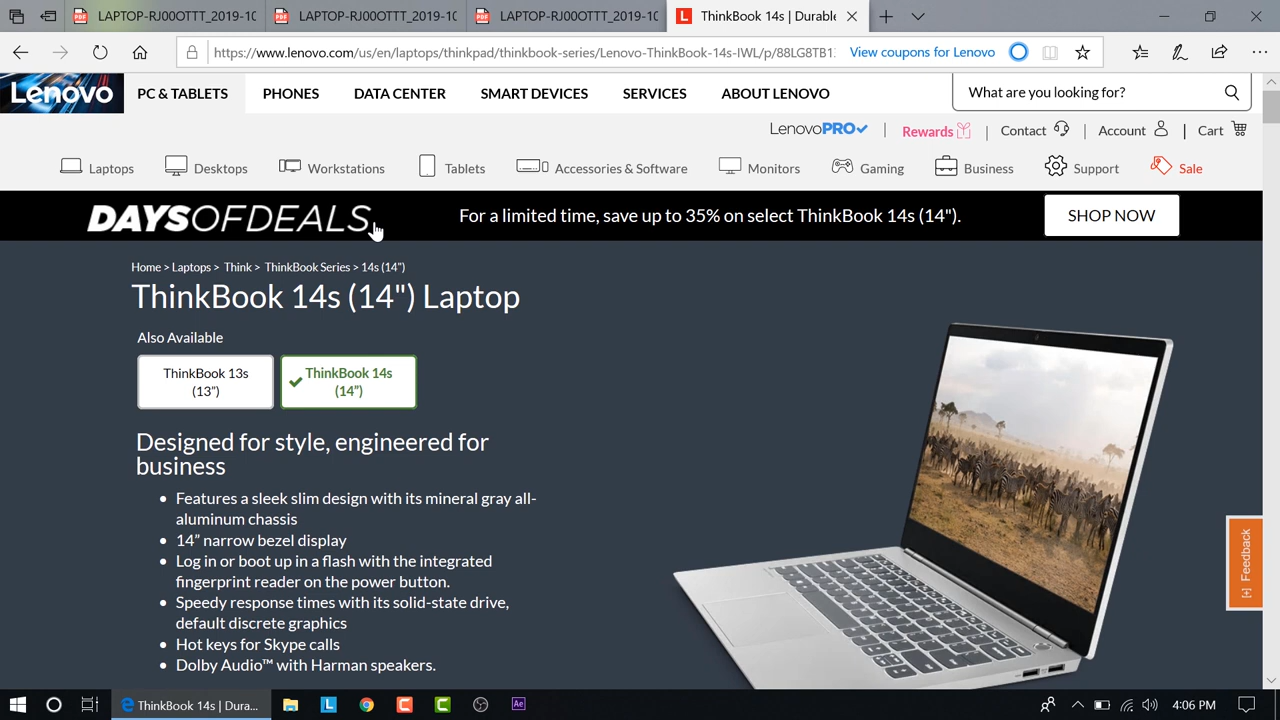 LAPTOP-RJ00OTTT_2019-10
LAPTOP-RJ00OTTT_2019-10
LAPTOP-RJ00OTTT_2019-10
ThinkBook 14s | Durable
https://www.lenovo.com/us/en/laptops/thinkpad/thinkbook-series/Lenovo-ThinkBook-14s-IWL/p/88LG8TB1
View coupons for Lenovo
Lenovo
PC & TABLETS
PHONES
DATA CENTER
SMART DEVICES
SERVICES
ABOUT LENOVO
What are you looking for?
LenovoPRO
Rewards
Contact
Account
Cart
Laptops
Desktops
Workstations
Tablets
Accessories & Software
Monitors
Gaming
Business
Support
Sale
DAYSOFDEALS
For a limited time, save up to 35% on select ThinkBook 14s (14").
SHOP NOW
Home > Laptops > Think > ThinkBook Series > 14s (14")
ThinkBook 14s (14") Laptop
Also Available
ThinkBook 13s
(13”)
ThinkBook 14s
(14”)
Designed for style, engineered for
business
• Features a sleek slim design with its mineral gray all-
aluminum chassis
• 14” narrow bezel display
• Log in or boot up in a flash with the integrated
fingerprint reader on the power button.
• Speedy response times with its solid-state drive,
default discrete graphics
• Hot keys for Skype calls
• Dolby Audio™ with Harman speakers.
[+] Feedback
ThinkBook 14s | Dura...
4:06 PM